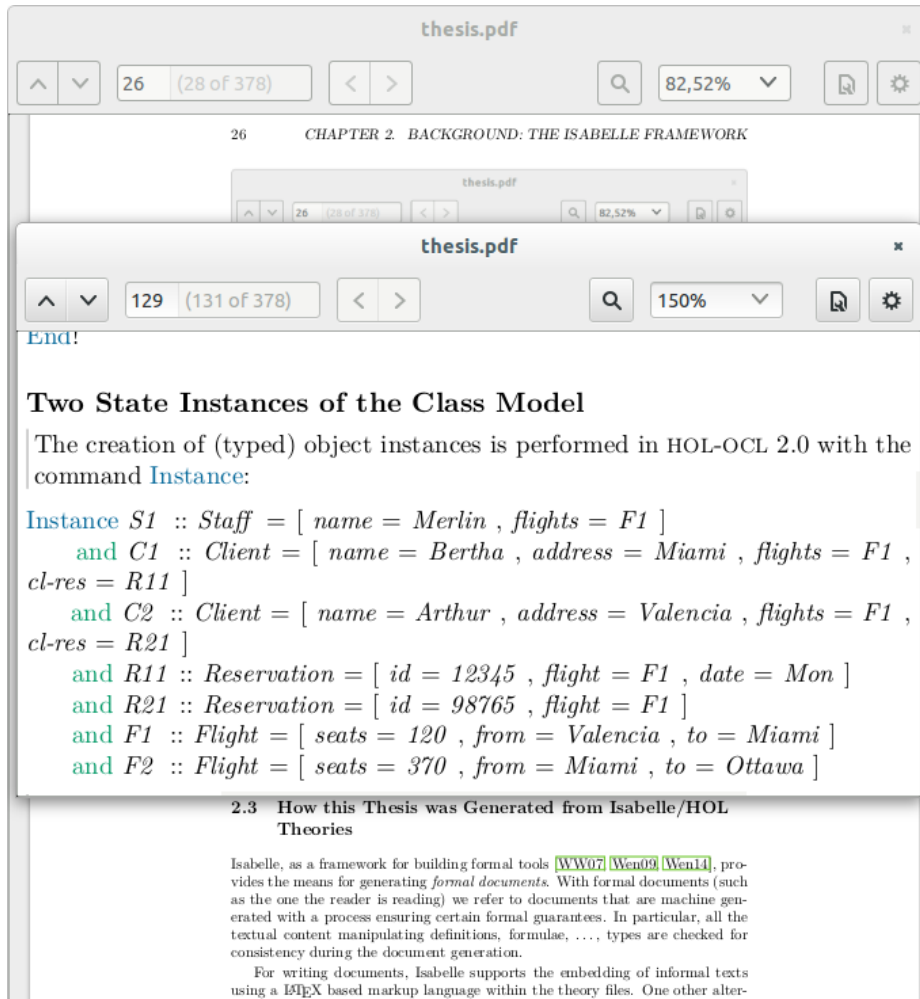 thesis.pdf
26 (28 of 378) 82,52%
26 CHAPTER 2. BACKGROUND: THE ISABELLE FRAMEWORK
thesis.pdf
26 (28 of 378) 82,52%
thesis.pdf
129 (131 of 378) 150%
End!
Two State Instances of the Class Model
The creation of (typed) object instances is performed in HOL-OCL 2.0 with the
command Instance:
Instance S1 :: Staff = [ name = Merlin , flights = F1 ]
and C1 :: Client = [ name = Bertha , address = Miami , flights = F1 ,
cl-res = R11 ]
and C2 :: Client = [ name = Arthur , address = Valencia , flights = F1 ,
cl-res = R21 ]
and R11 :: Reservation = [ id = 12345 , flight = F1 , date = Mon ]
and R21 :: Reservation = [ id = 98765 , flight = F1 ]
and F1 :: Flight = [ seats = 120 , from = Valencia , to = Miami ]
and F2 :: Flight = [ seats = 370 , from = Miami , to = Ottawa ]
2.3 How this Thesis was Generated from Isabelle/HOL
Theories
Isabelle, as a framework for building formal tools [WW07, Wen09, Wen14], pro-
vides the means for generating formal documents. With formal documents (such
as the one the reader is reading) we refer to documents that are machine gen-
erated with a process ensuring certain formal guarantees. In particular, all the
textual content manipulating definitions, formulae, ..., types are checked for
consistency during the document generation.
For writing documents, Isabelle supports the embedding of informal texts
using a LATEX based markup language within the theory files. One other alter-